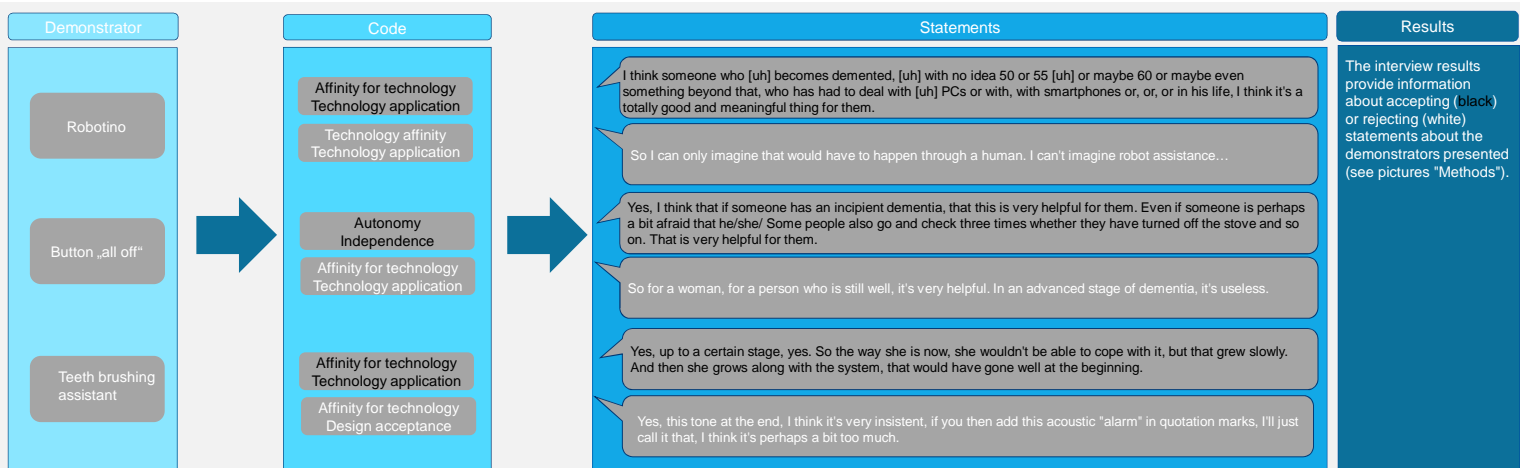 Demonstrator
Code
Statements
Results
Robotino
Button „all off“
Teeth brushing
assistant
Affinity for technology
Technology application
Technology affinity
Technology application
Autonomy
Independence
Affinity for technology
Technology application
Affinity for technology
Technology application
Affinity for technology
Design acceptance
I think someone who [uh] becomes demented, [uh] with no idea 50 or 55 [uh] or maybe 60 or maybe even
something beyond that, who has had to deal with [uh] PCs or with, with smartphones or, or, or in his life, I think it's a
totally good and meaningful thing for them.
So I can only imagine that would have to happen through a human. I can't imagine robot assistance…
Yes, I think that if someone has an incipient dementia, that this is very helpful for them. Even if someone is perhaps
a bit afraid that he/she/ Some people also go and check three times whether they have turned off the stove and so
on. That is very helpful for them.
So for a woman, for a person who is still well, it's very helpful. In an advanced stage of dementia, it's useless.
Yes, up to a certain stage, yes. So the way she is now, she wouldn't be able to cope with it, but that grew slowly.
And then she grows along with the system, that would have gone well at the beginning.
Yes, this tone at the end, I think it's very insistent, if you then add this acoustic "alarm" in quotation marks, I'll just
call it that, I think it's perhaps a bit too much.
The interview results
provide information
about accepting (black)
or rejecting (white)
statements about the
demonstrators presented
(see pictures "Methods").